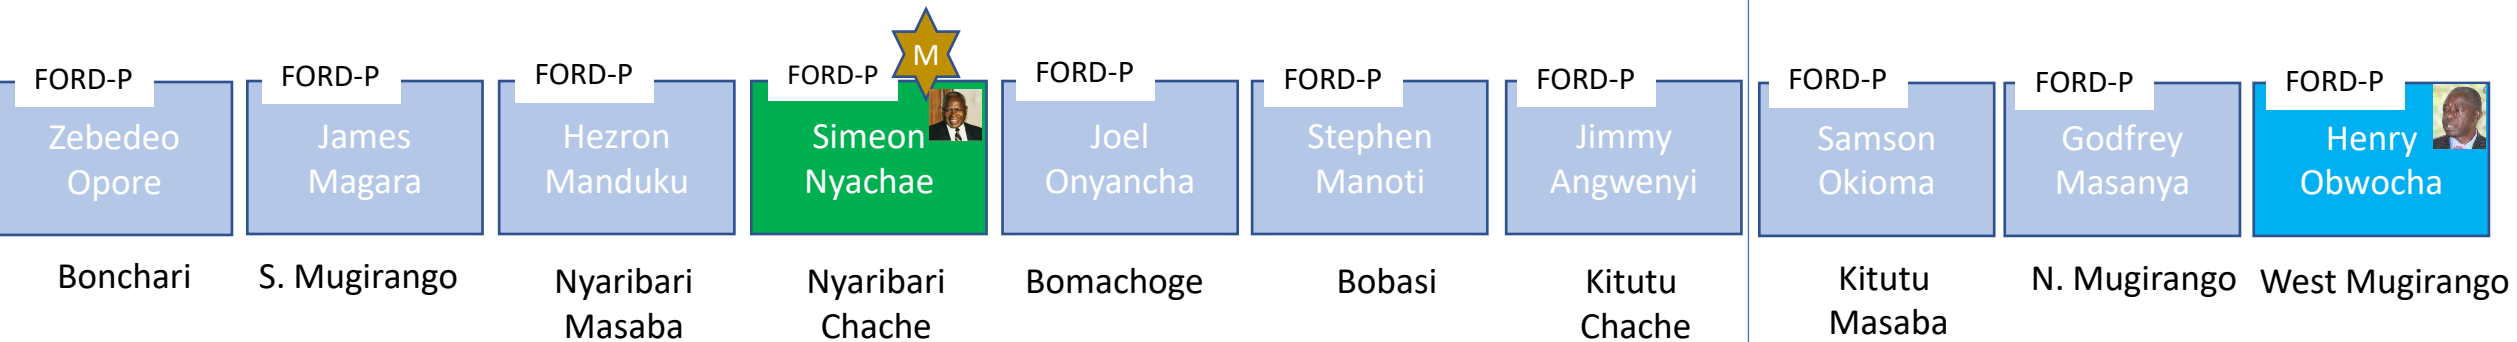 M
FORD-P
Zebedeo
Opore
Bonchari
FORD-P
James
Magara
S. Mugirango
FORD-P
Hezron
Manduku
Nyaribari
Masaba
FORD-P
Simeon
Nyachae
Nyaribari
Chache
FORD-P
Joel
Onyancha
Bomachoge
FORD-P
Stephen
Manoti
Bobasi
FORD-P
Jimmy
Angwenyi
Kitutu
Chache
FORD-P
Samson
Okioma
Kitutu
Masaba
FORD-P
Godfrey
Masanya
N. Mugirango
FORD-P
Henry
Obwocha
West Mugirango